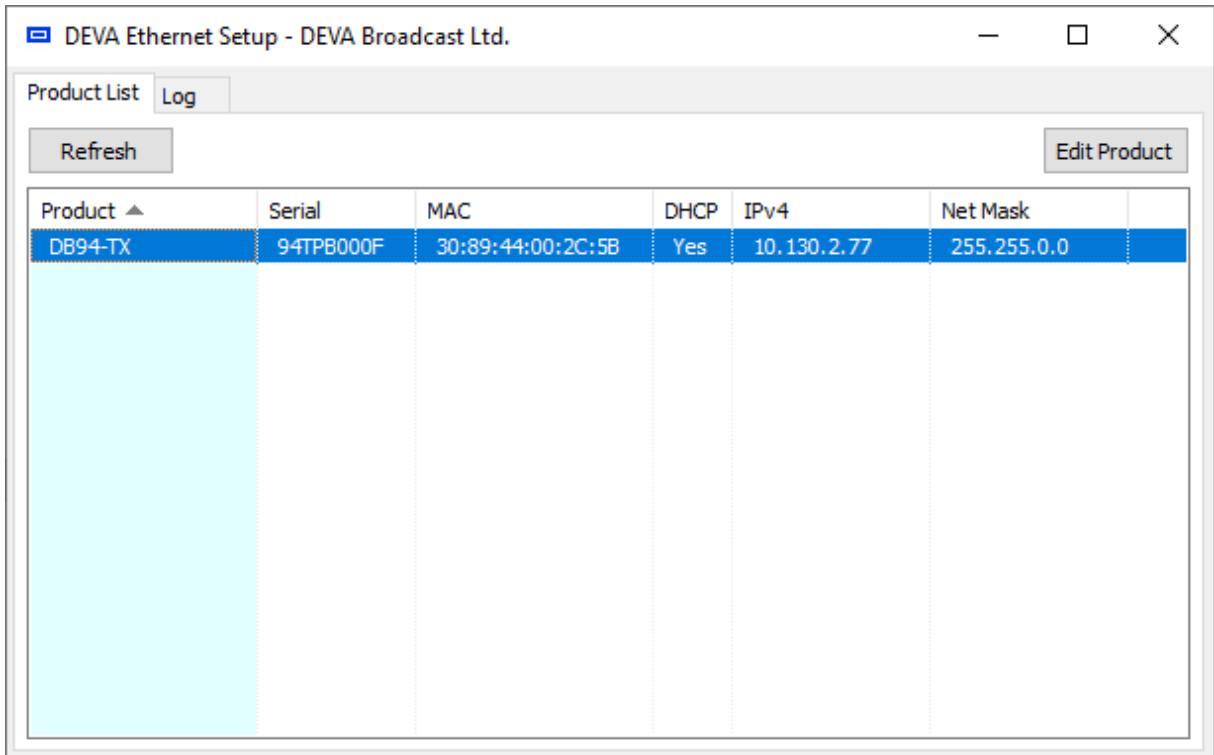 DEVA Ethernet Setup - DEVA Broadcast Ltd.
Product List Log
Refresh Edit Product
Product Serial MAC DHCP IPv4 Net Mask
DB94-TX 94TPB000F 30:89:44:00:2C:5B Yes 10.130.2.77 255.255.0.0